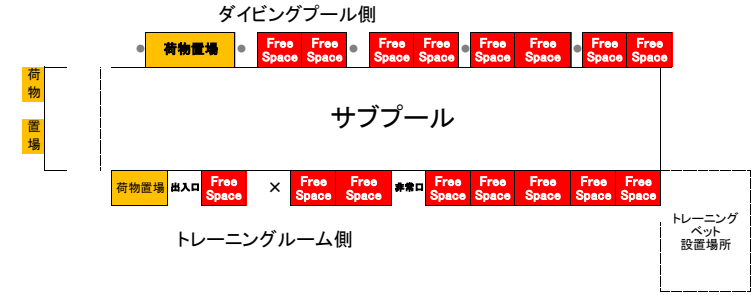 ダイビングプール側
荷物置場
Free Space
Free Space
Free Space
Free Space
Free Space
Free Space
Free Space
Free Space
荷物
置場
サブプール
荷物置場
出入口
Free Space
×
Free Space
Free Space
非常口
Free Space
Free Space
Free Space
Free Space
Free Space
トレーニングルーム側
トレーニング
ベット
設置場所